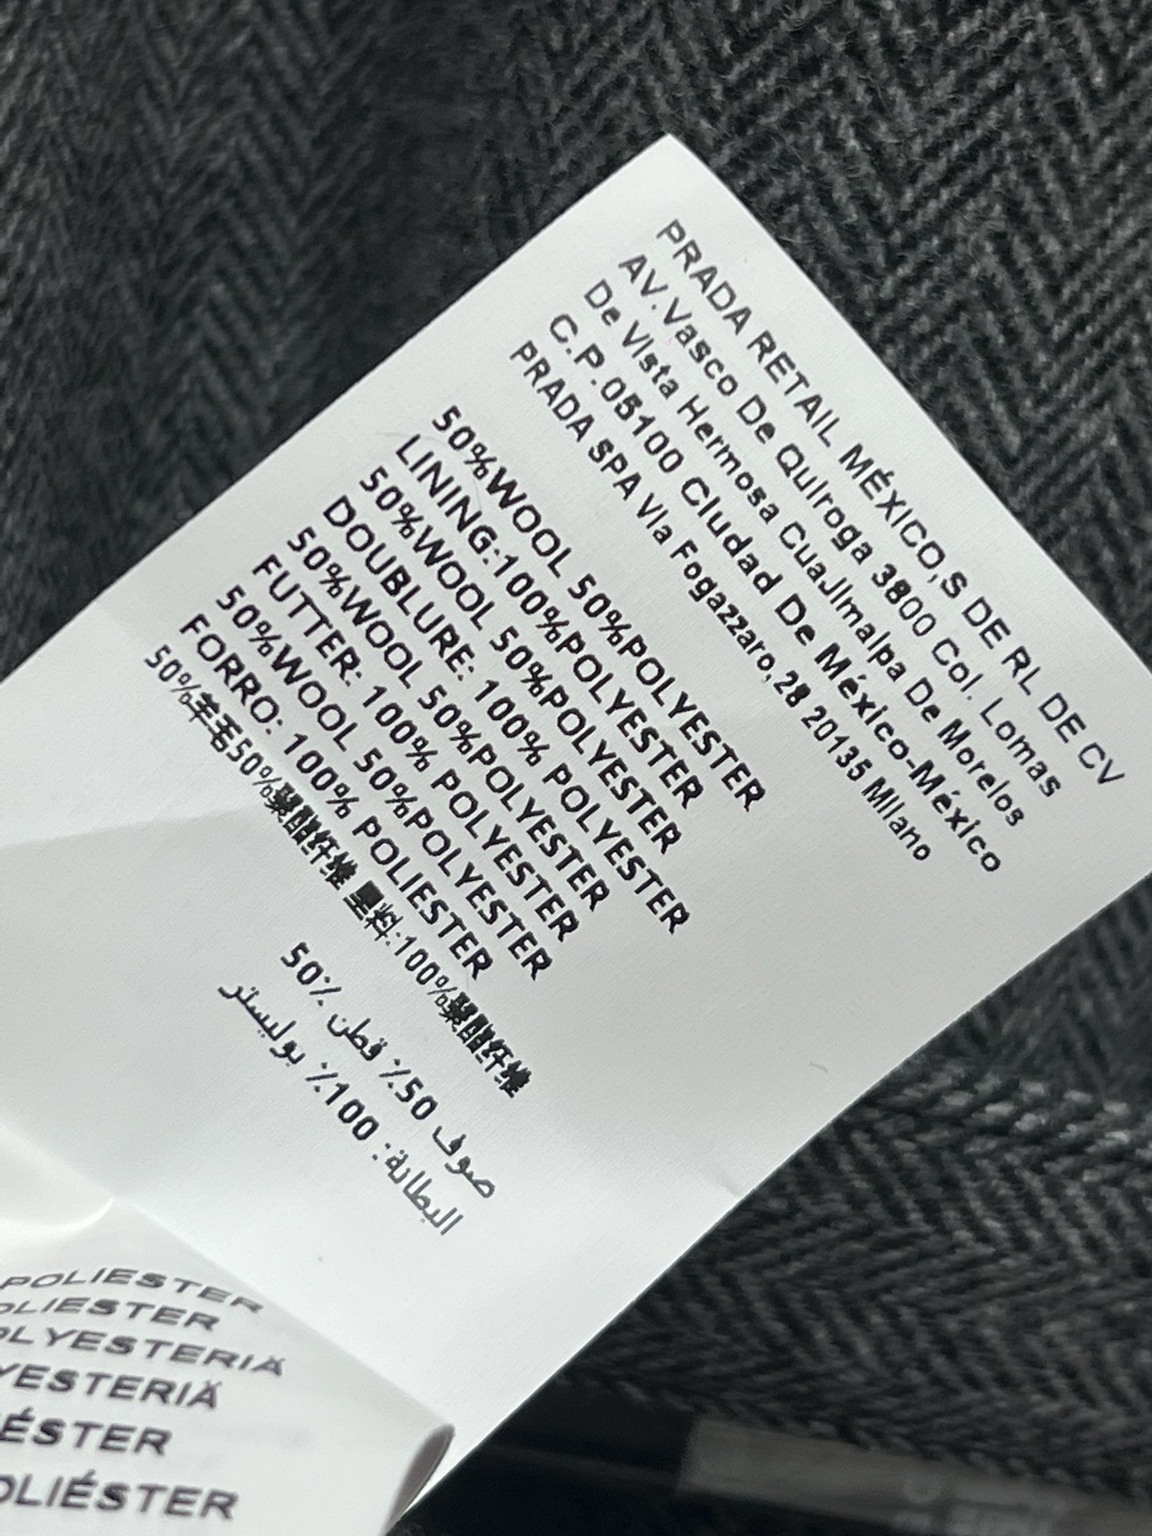 PRADA RETAIL MÉXICO,S DE RL DE CV
AV.Vasco De Quiroga 3800 Col. Lomas
De Vista Hermosa Cuajimalpa De Morelos
C.P.05100 Ciudad De México-México
PRADA SPA Via Fogazzaro,28 20135 Milano
50%WOOL 50%POLYESTER
LINING:100%POLYESTER
50%WOOL 50%POLYESTER
DOUBLURE: 100% POLYESTER
50%WOOL 50%POLYESTER
FUTTER: 100% POLYESTER
50%WOOL 50%POLYESTER
FORRO: 100% POLIESTER
50%羊毛50%聚酯纤维 里料:100%聚酯纤维
صوف 50٪ قطن 50٪
البطانة: 100٪ بوليستر
POLIESTER
OLIESTER
OLYESTERIÄ
YESTERIÄ
IÉSTER
OLIÉSTER